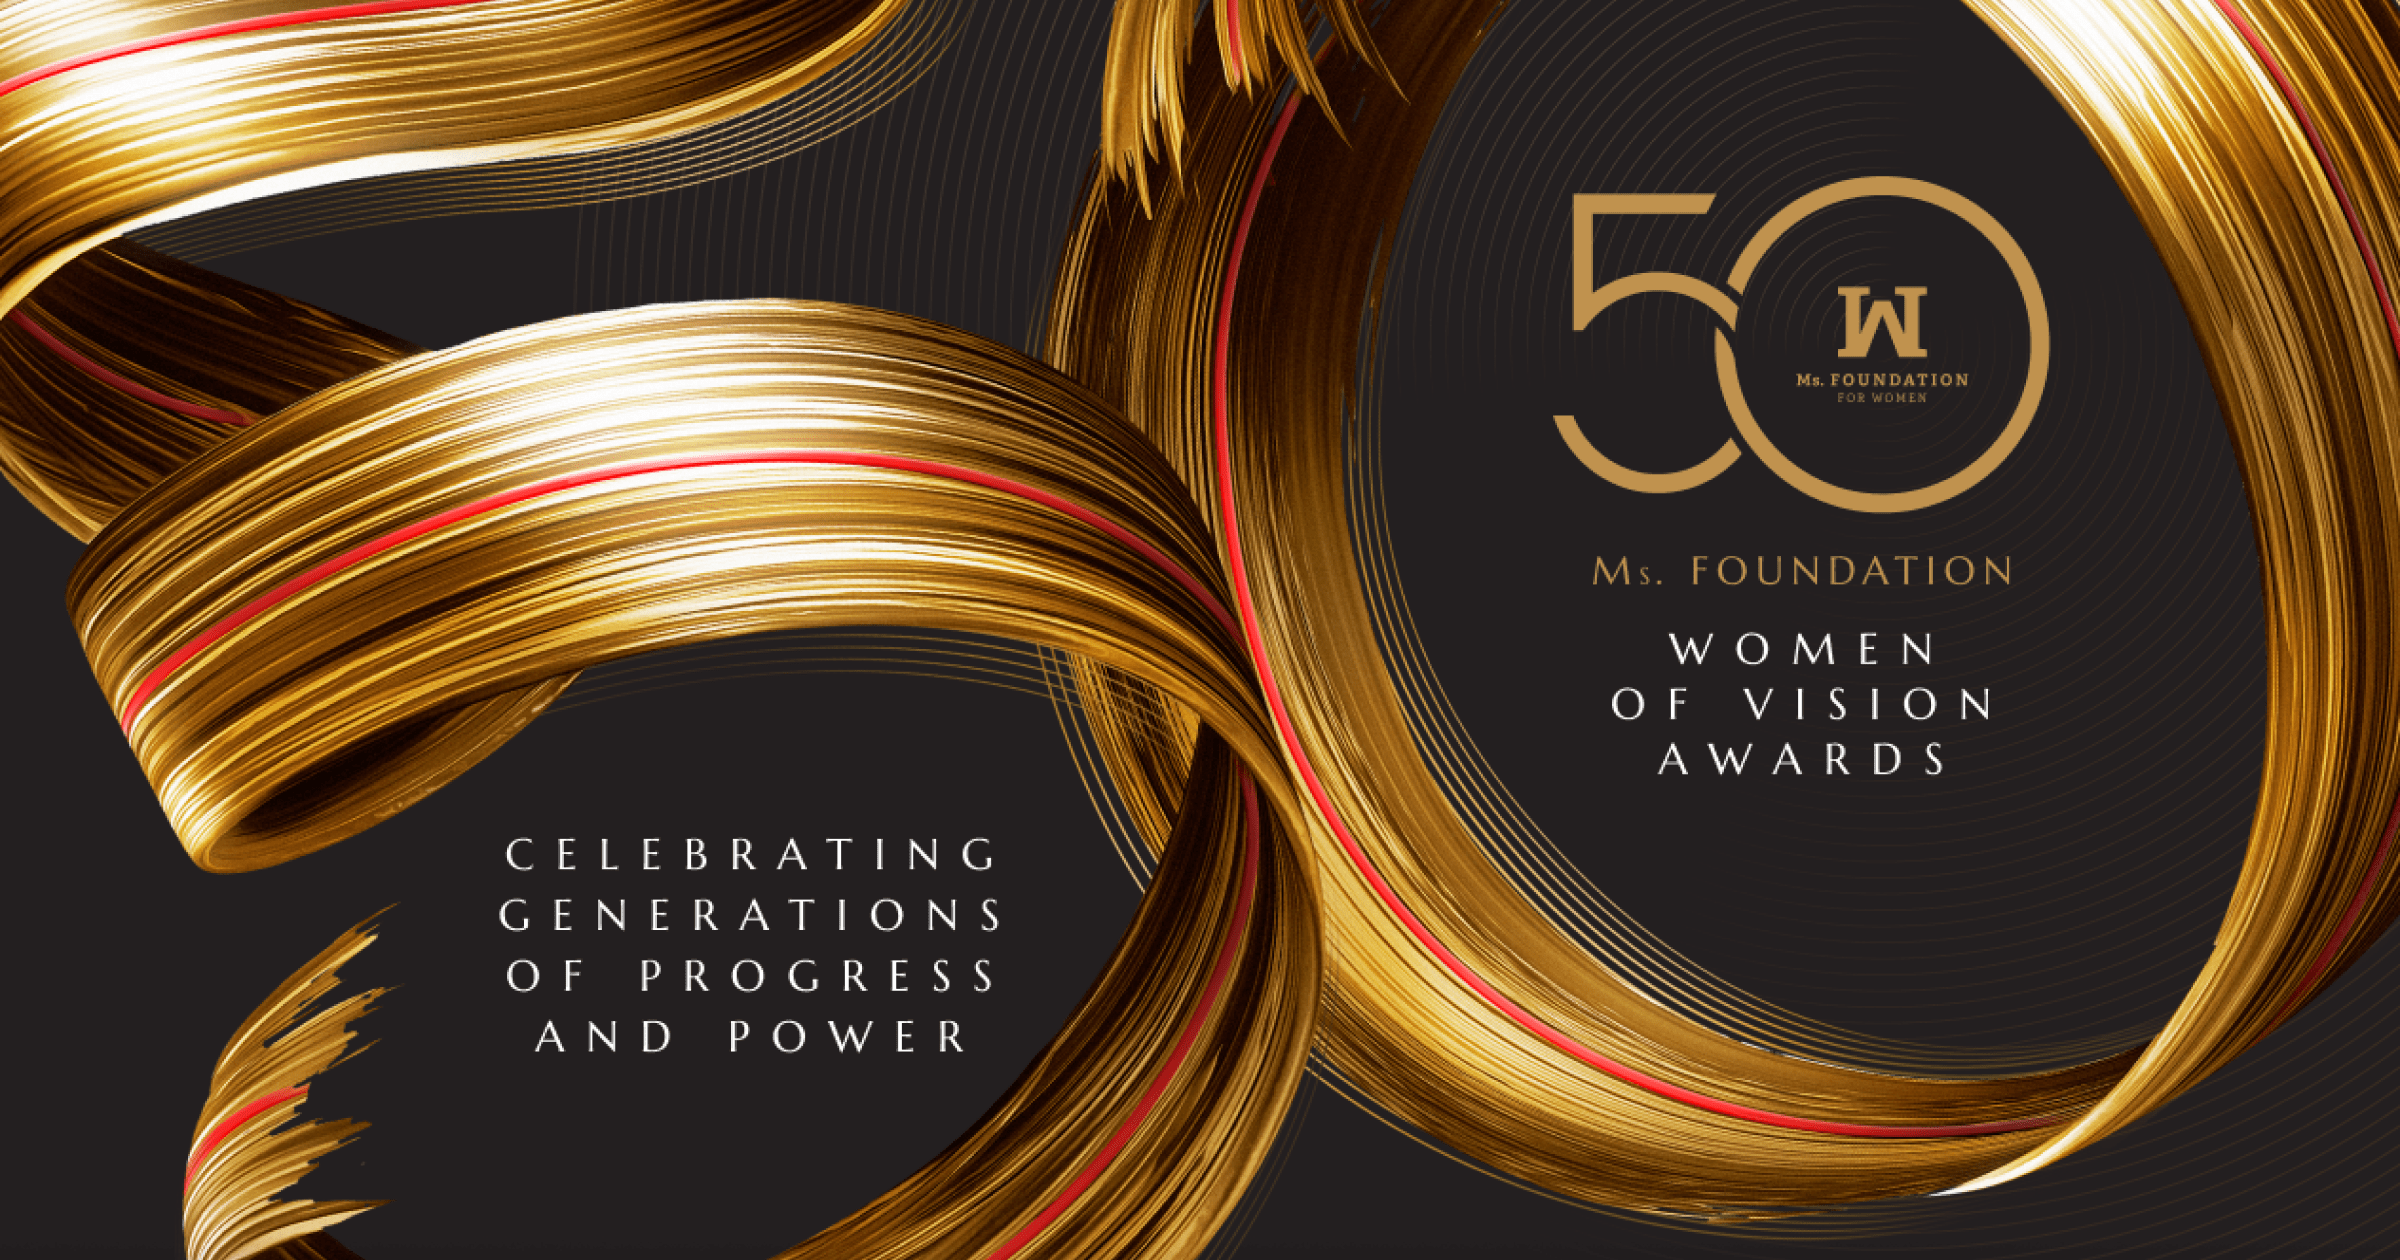 50
W
Ms. FOUNDATION
FOR WOMEN
Ms. FOUNDATION
WOMEN
OF VISION
AWARDS
CELEBRATING
GENERATIONS
OF PROGRESS
AND POWER